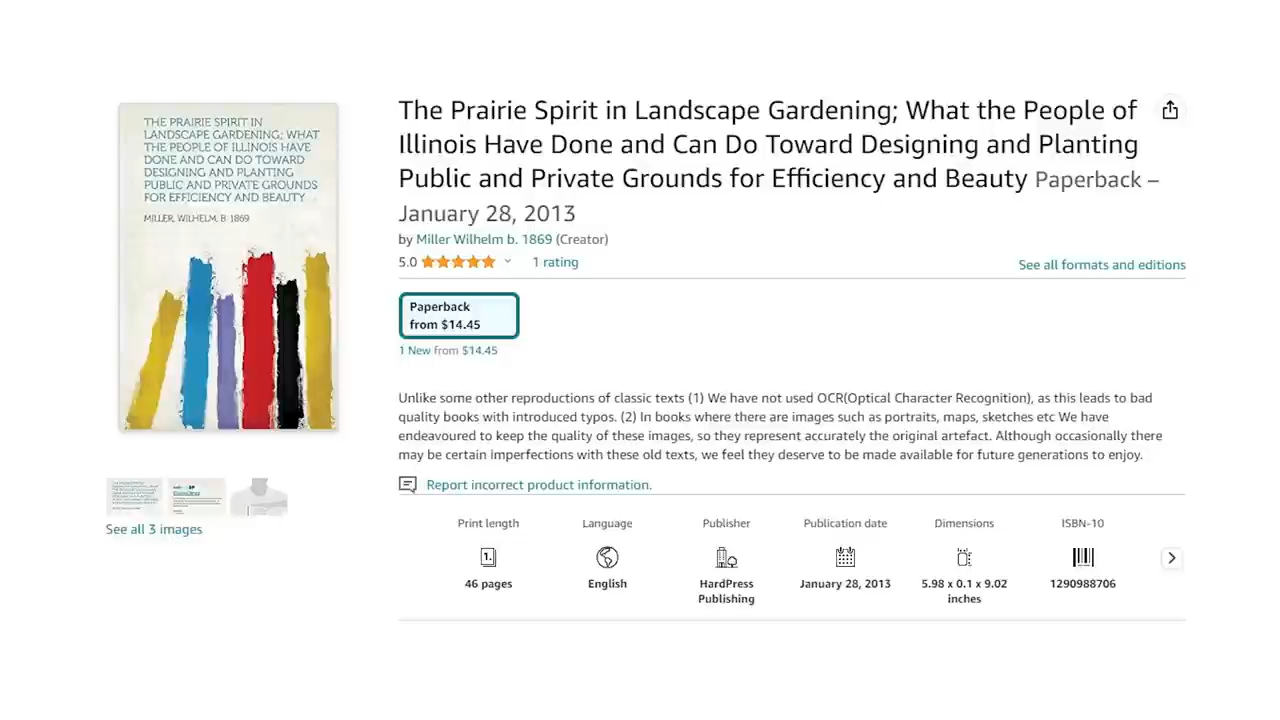 THE PRAIRIE SPIRIT IN
LANDSCAPE GARDENING; WHAT
THE PEOPLE OF ILLINOIS HAVE
DONE AND CAN DO TOWARD
DESIGNING AND PLANTING
PUBLIC AND PRIVATE GROUNDS
FOR EFFICIENCY AND BEAUTY
MILLER, WILHELM, B. 1869
See all 3 images
The Prairie Spirit in Landscape Gardening; What the People of
Illinois Have Done and Can Do Toward Designing and Planting
Public and Private Grounds for Efficiency and Beauty Paperback –
January 28, 2013
by Miller Wilhelm b. 1869 (Creator)
5.0 1 rating
See all formats and editions
Paperback
from $14.45
1 New from $14.45
Unlike some other reproductions of classic texts (1) We have not used OCR(Optical Character Recognition), as this leads to bad
quality books with introduced typos. (2) In books where there are images such as portraits, maps, sketches etc We have
endeavoured to keep the quality of these images, so they represent accurately the original artefact. Although occasionally there
may be certain imperfections with these old texts, we feel they deserve to be made available for future generations to enjoy.
Report incorrect product information.
Print length Language Publisher Publication date Dimensions ISBN-10
1.
46 pages English HardPress January 28, 2013 5.98 x 0.1 x 9.02 1290988706
Publishing inches